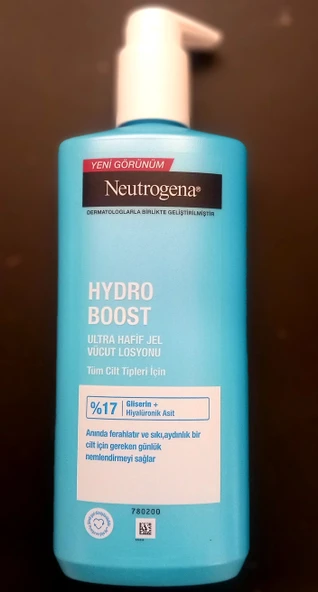 YENİ GÖRÜNÜM
Neutrogena®
DERMATOLOGLARLA BİRLİKTE GELİŞTİRİLMİŞTİR
HYDRO
BOOST
ULTRA HAFİF JEL
VÜCUT LOSYONU
Tüm Cilt Tipleri İçin
%17 Gliserin +
Hiyalüronik Asit
Anında ferahlatır ve sıkı,aydınlık bir
cilt için gereken günlük
nemlendirmeyi sağlar
780200